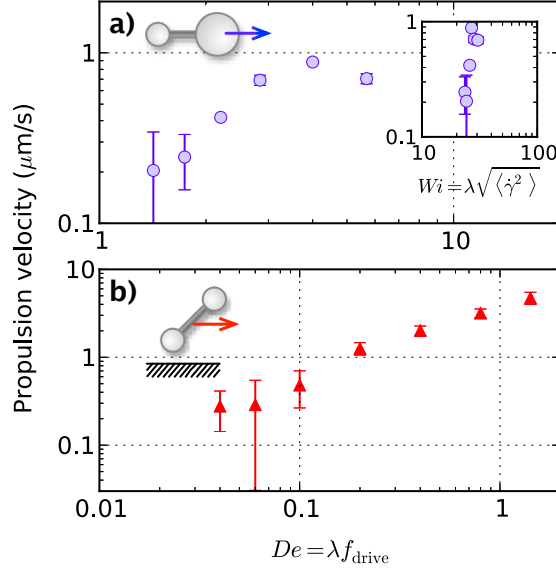 a)
1
0.1
1
10
1
0.1
10
100
Wi = λ√⟨γ̇²⟩
Propulsion velocity (μm/s)
b)
10
1
0.1
0.01
0.1
1
De = λf_drive